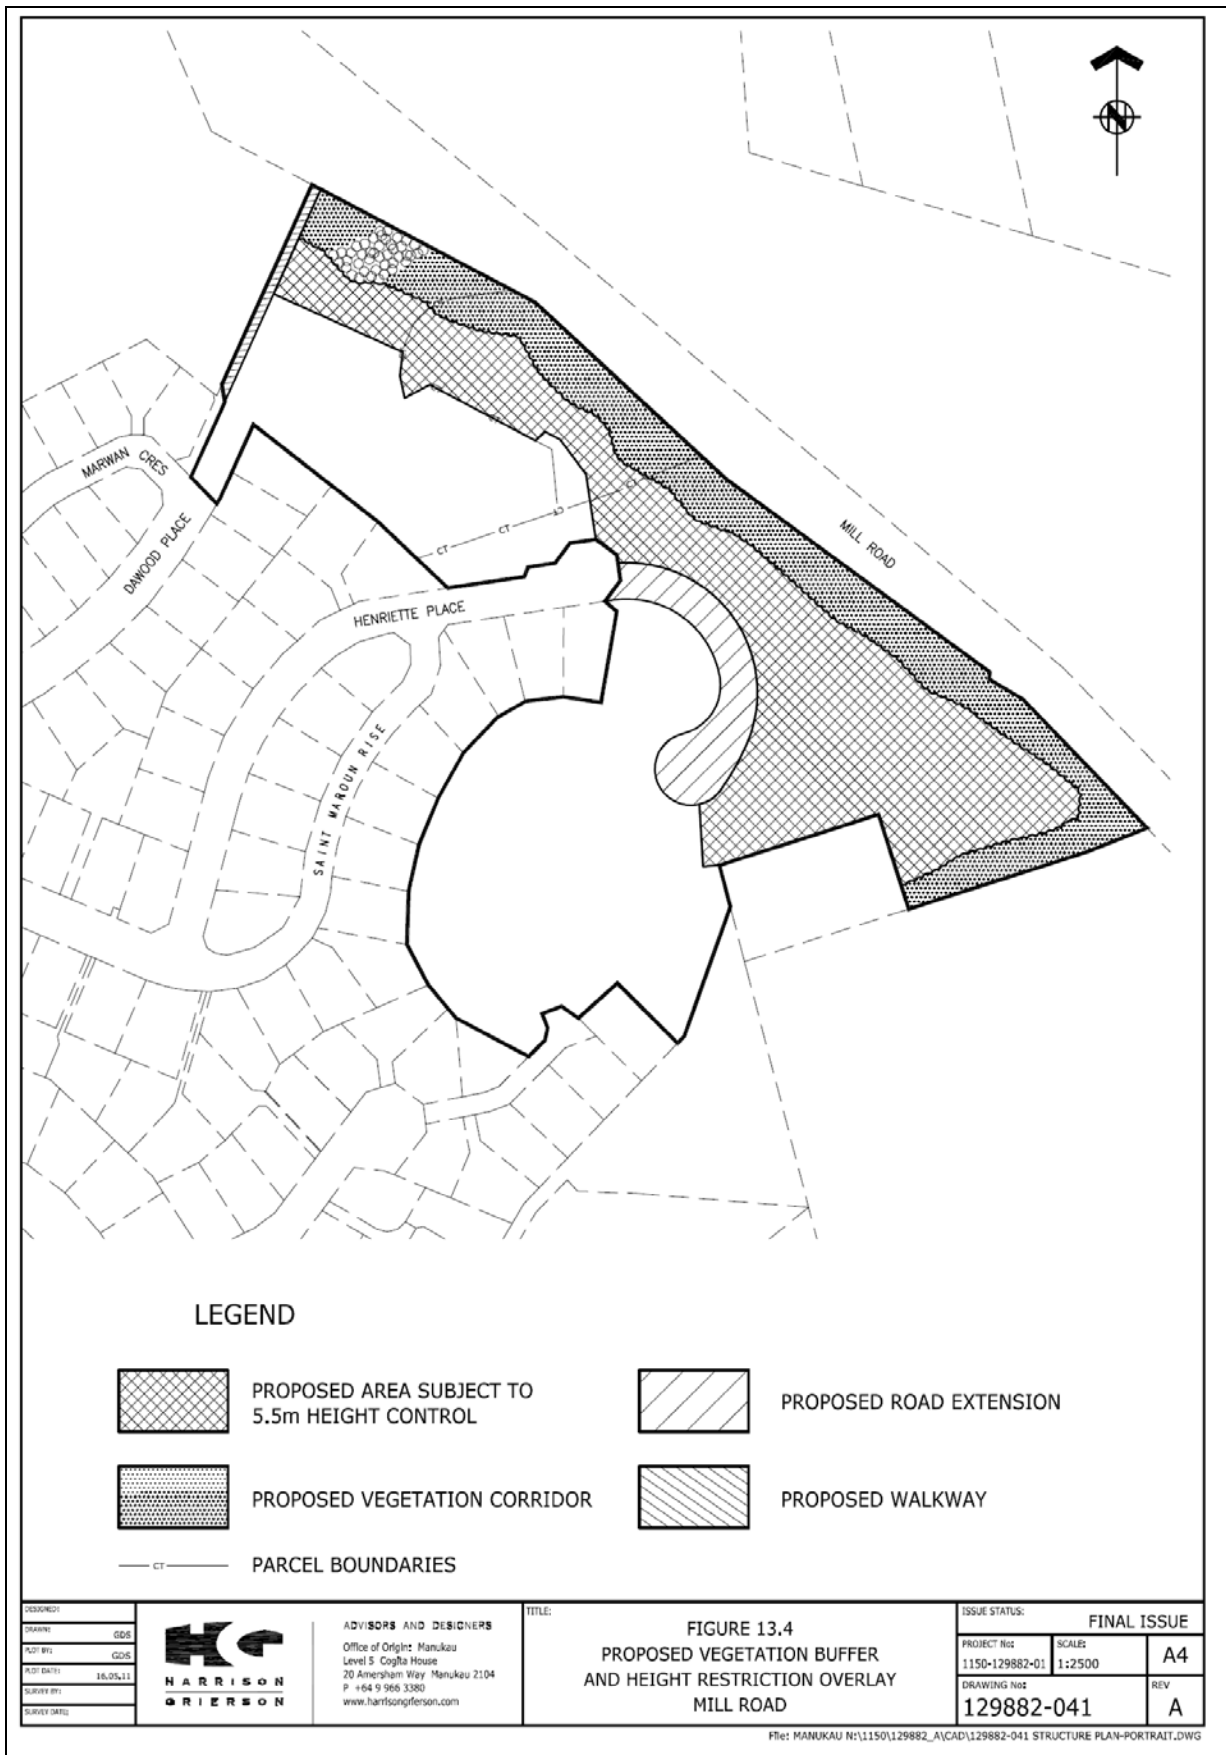 N
MARWAN CRES
DAWOOD PLACE
MILL ROAD
CT
CT
CT
CT
CT
HENRIETTE PLACE
SAINT MAROUN RISE
LEGEND
PROPOSED AREA SUBJECT TO
5.5m HEIGHT CONTROL
PROPOSED ROAD EXTENSION
PROPOSED VEGETATION CORRIDOR
PROPOSED WALKWAY
CT
PARCEL BOUNDARIES
DESIGNED:
DRAWN: GDS
PLOT BY: GDS
PLOT DATE: 16.05.11
SURVEY BY:
SURVEY DATE:
HARRISON
GRIERSON
ADVISORS AND DESIGNERS
Office of Origin: Manukau
Level 5 Cogita House
20 Amersham Way Manukau 2104
P +64 9 966 3380
www.harrisongrierson.com
TITLE:
FIGURE 13.4
PROPOSED VEGETATION BUFFER
AND HEIGHT RESTRICTION OVERLAY
MILL ROAD
ISSUE STATUS:
FINAL ISSUE
PROJECT No:
1150-129882-01
SCALE:
1:2500
A4
DRAWING No:
129882-041
REV
A
File: MANUKAU N:\1150\129882_A\CAD\129882-041 STRUCTURE PLAN-PORTRAIT.DWG